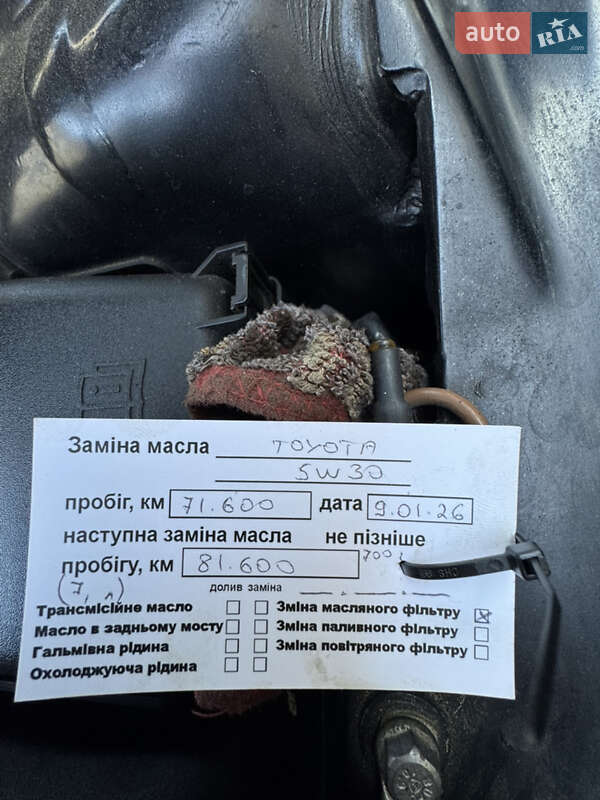 auto RIA .com
Заміна масла TOYOTA
5W30
пробіг, км 71.600 дата 9.01.26
наступна заміна масла не пізніше
пробігу, км 81.600
долив заміна
Трансмісійне масло Зміна масляного фільтру
Масло в задньому мосту Зміна паливного фільтру
Гальмівна рідина Зміна повітряного фільтру
Охолоджуюча рідина